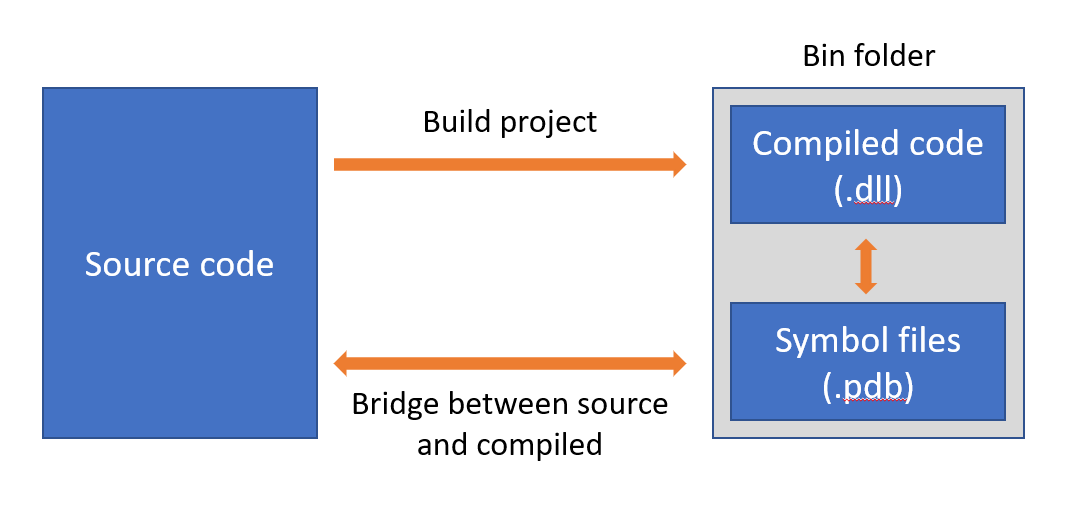 Bin folder
Build project
Compiled code
(.dll)
Source code
Symbol files
(.pdb)
Bridge between source
and compiled